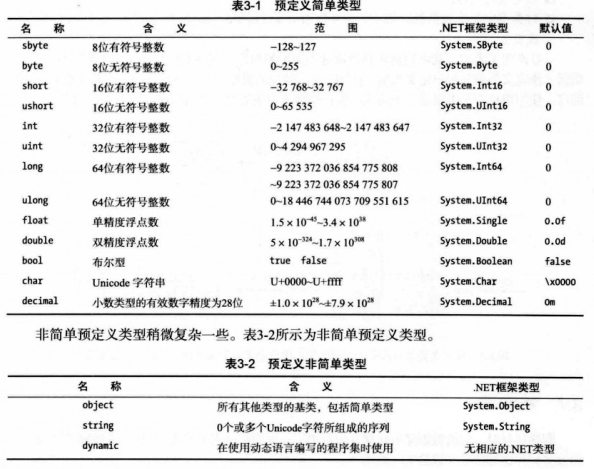 表3-1 预定义简单类型
名 称 含 义 范 围 .NET框架类型 默认值
sbyte 8位有符号整数 −128~127 System.SByte 0
byte 8位无符号整数 0~255 System.Byte 0
short 16位有符号整数 −32 768~32 767 System.Int16 0
ushort 16位无符号整数 0~65 535 System.UInt16 0
int 32位有符号整数 −2 147 483 648~2 147 483 647 System.Int32 0
uint 32位无符号整数 0~4 294 967 295 System.UInt32 0
long 64位有符号整数 −9 223 372 036 854 775 808 System.Int64 0
~9 223 372 036 854 775 807
ulong 64位无符号整数 0~18 446 744 073 709 551 615 System.UInt64 0
float 单精度浮点数 1.5 × 10⁻⁴⁵~3.4 × 10³⁸ System.Single 0.0f
double 双精度浮点数 5 × 10⁻³²⁴~1.7 × 10³⁰⁸ System.Double 0.0d
bool 布尔型 true false System.Boolean false
char Unicode 字符串 U+0000~U+ffff System.Char \x0000
decimal 小数类型的有效数字精度为28位 ±1.0 × 10²⁸~±7.9 × 10²⁸ System.Decimal 0m
非简单预定义类型稍微复杂一些。表3-2所示为非简单预定义类型。
表3-2 预定义非简单类型
名 称 含 义 .NET框架类型
object 所有其他类型的基类，包括简单类型 System.Object
string 0个或多个Unicode字符所组成的序列 System.String
dynamic 在使用动态语言编写的程序集时使用 无相应的.NET类型